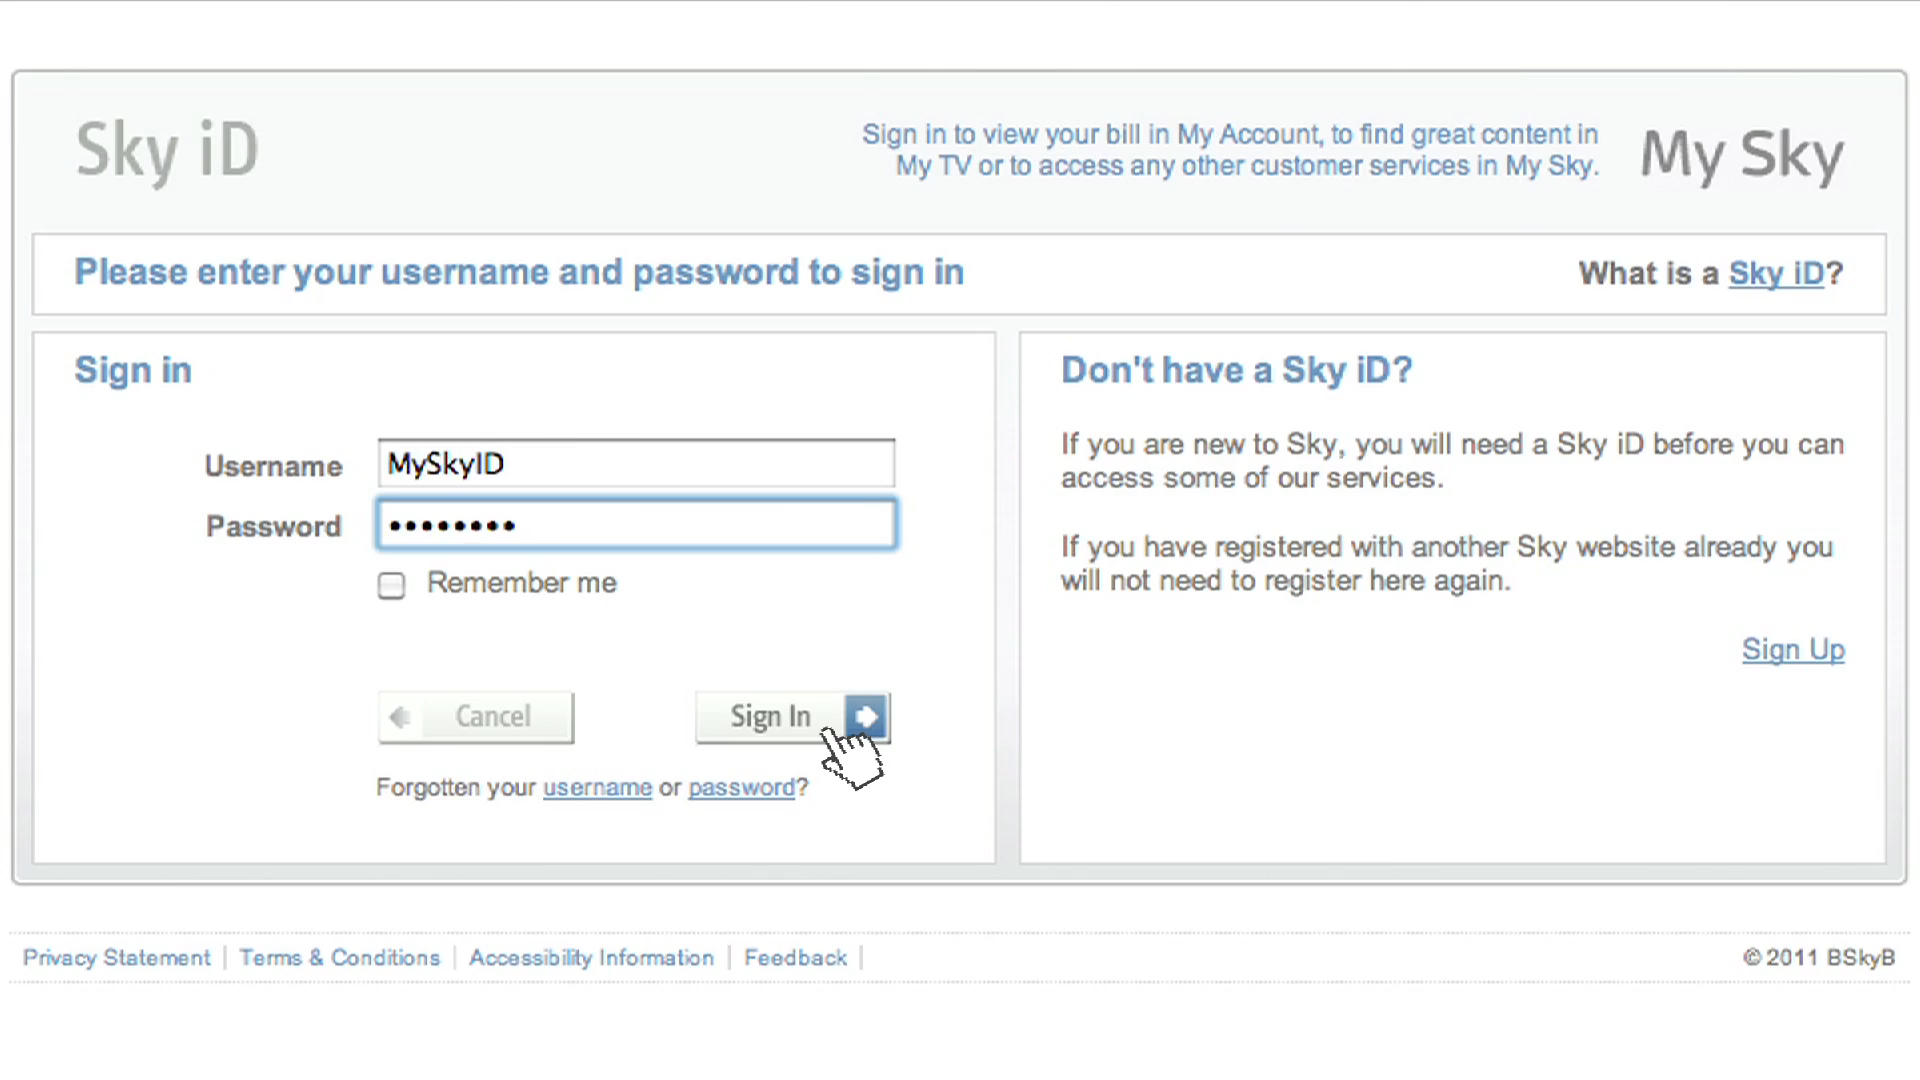 Sky iD
Sign in to view your bill in My Account, to find great content in
My TV or to access any other customer services in My Sky.
My Sky
Please enter your username and password to sign in
What is a Sky iD?
Sign in
Username
MySkyID
Password
••••••••
Remember me
Cancel
Sign In
Forgotten your username or password?
Don't have a Sky iD?
If you are new to Sky, you will need a Sky iD before you can
access some of our services.
If you have registered with another Sky website already you
will not need to register here again.
Sign Up
Privacy Statement | Terms & Conditions | Accessibility Information | Feedback |
© 2011 BSkyB